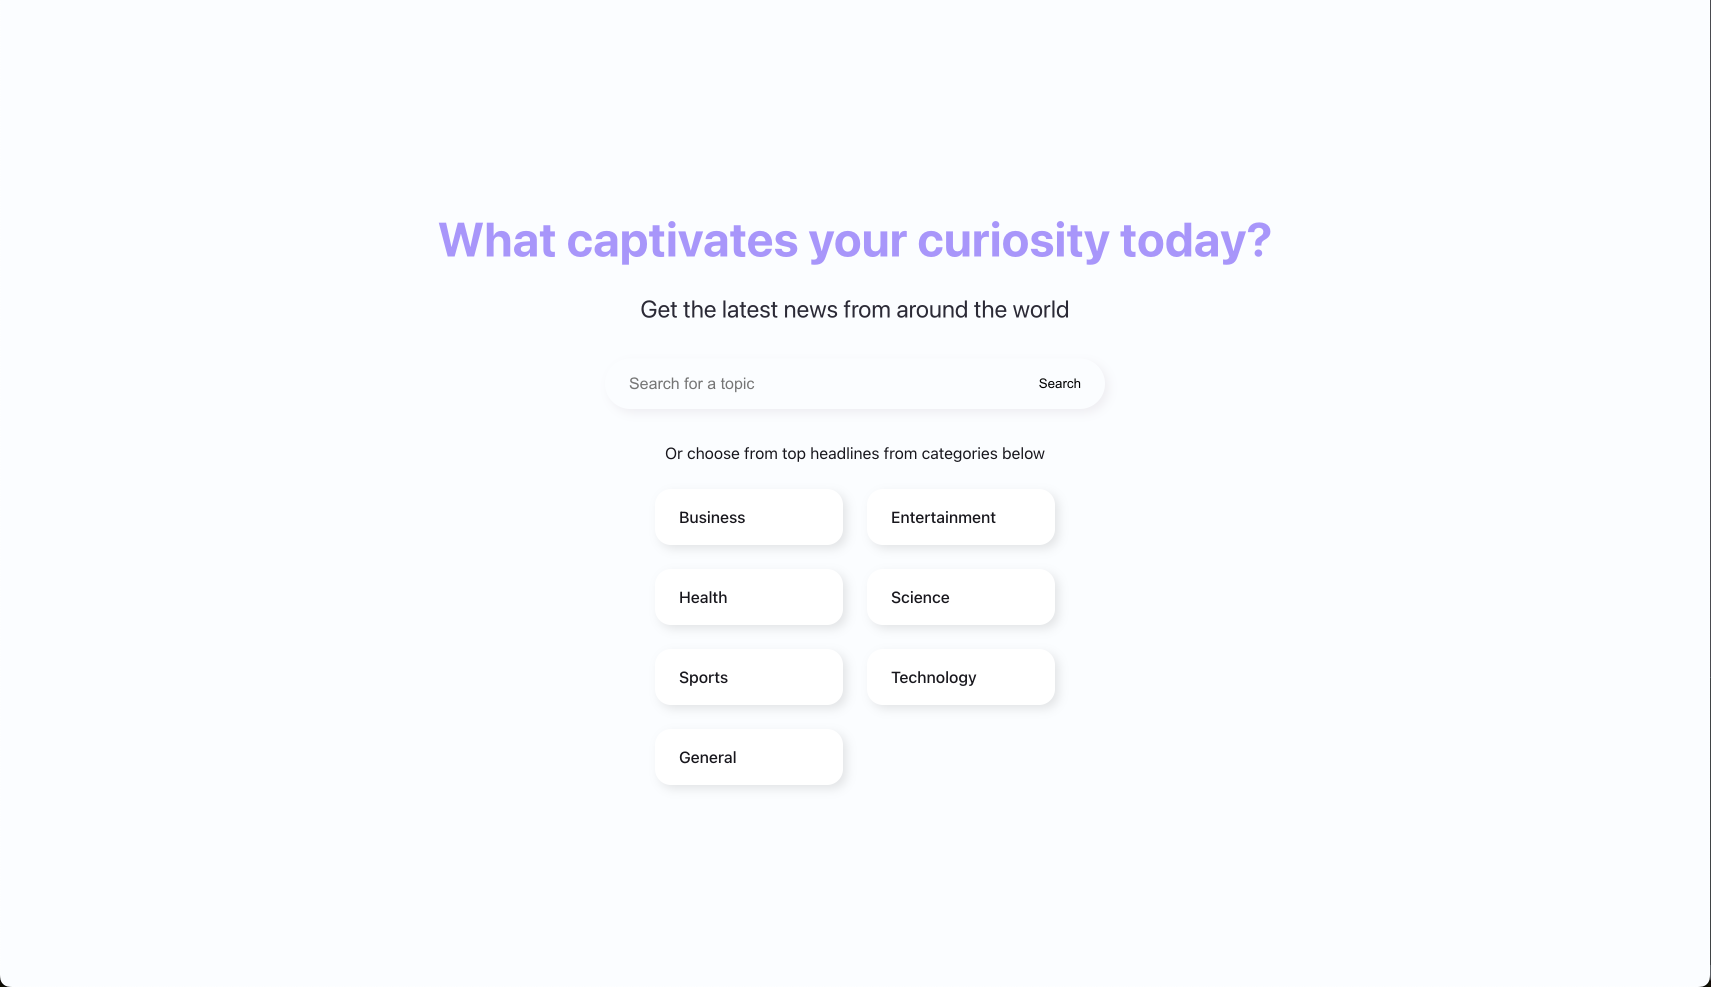 What captivates your curiosity today?
Get the latest news from around the world
Search for a topic
Search
Or choose from top headlines from categories below
Business
Entertainment
Health
Science
Sports
Technology
General